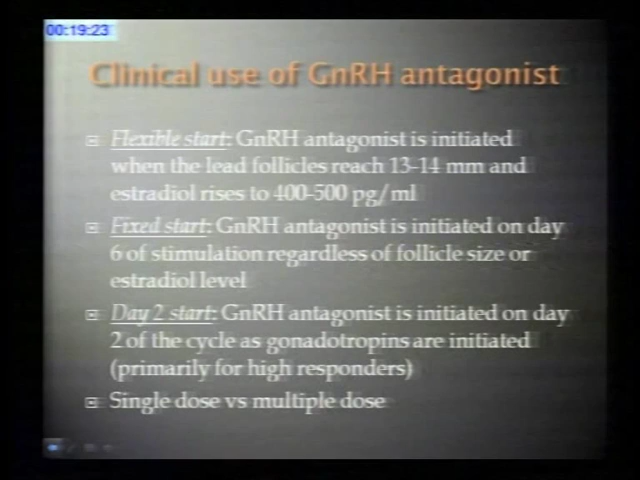 00:19:23
Clinical use of GnRH antagonist
Flexible start: GnRH antagonist is initiated
when the lead follicles reach 13-14 mm and
estradiol rises to 400-500 pg/ml
Fixed start: GnRH antagonist is initiated on day
6 of stimulation regardless of follicle size or
estradiol level
Day 2 start: GnRH antagonist is initiated on day
2 of the cycle as gonadotropins are initiated
(primarily for high responders)
Single dose vs multiple dose